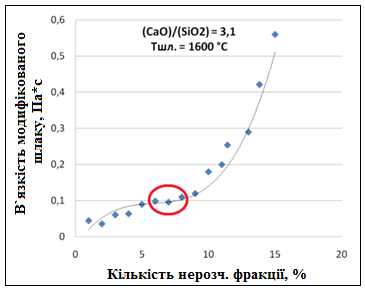 (CaO)/(SiO2) = 3,1
Тшл. = 1600 °С
В`язкість модифікованого
шлаку, Па*с
0,6
0,5
0,4
0,3
0,2
0,1
0
0 5 10 15 20
Кількість нерозч. фракції, %